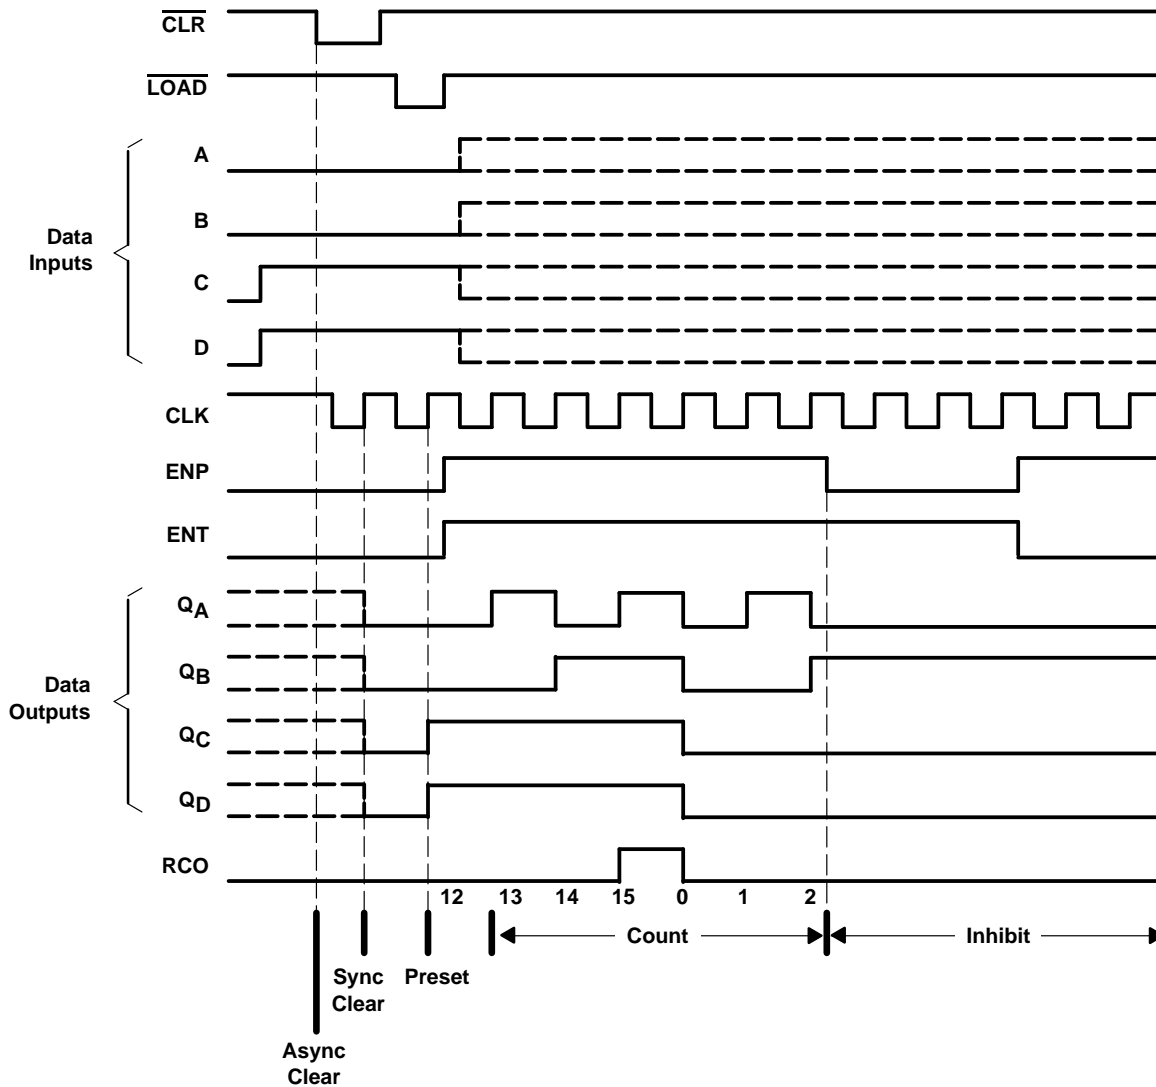 CLR
LOAD
A
B
Data
Inputs
C
D
CLK
ENP
ENT
QA
QB
Data
Outputs
QC
QD
RCO
12 13 14 15 0 1 2
Count Inhibit
Sync
Clear
Preset
Async
Clear